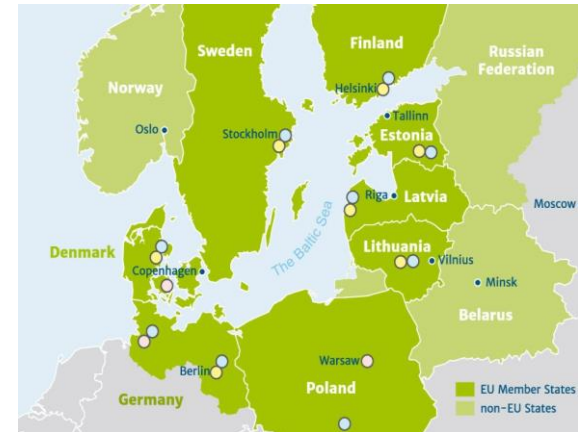 Finland
Sweden
Russian
Federation
Norway
Helsinki
Tallinn
Oslo
Stockholm
Estonia
Riga
Latvia
Moscow
The Baltic Sea
Lithuania
Denmark
Copenhagen
Vilnius
Minsk
Belarus
Warsaw
Berlin
Poland
Germany
EU Member States
non-EU States